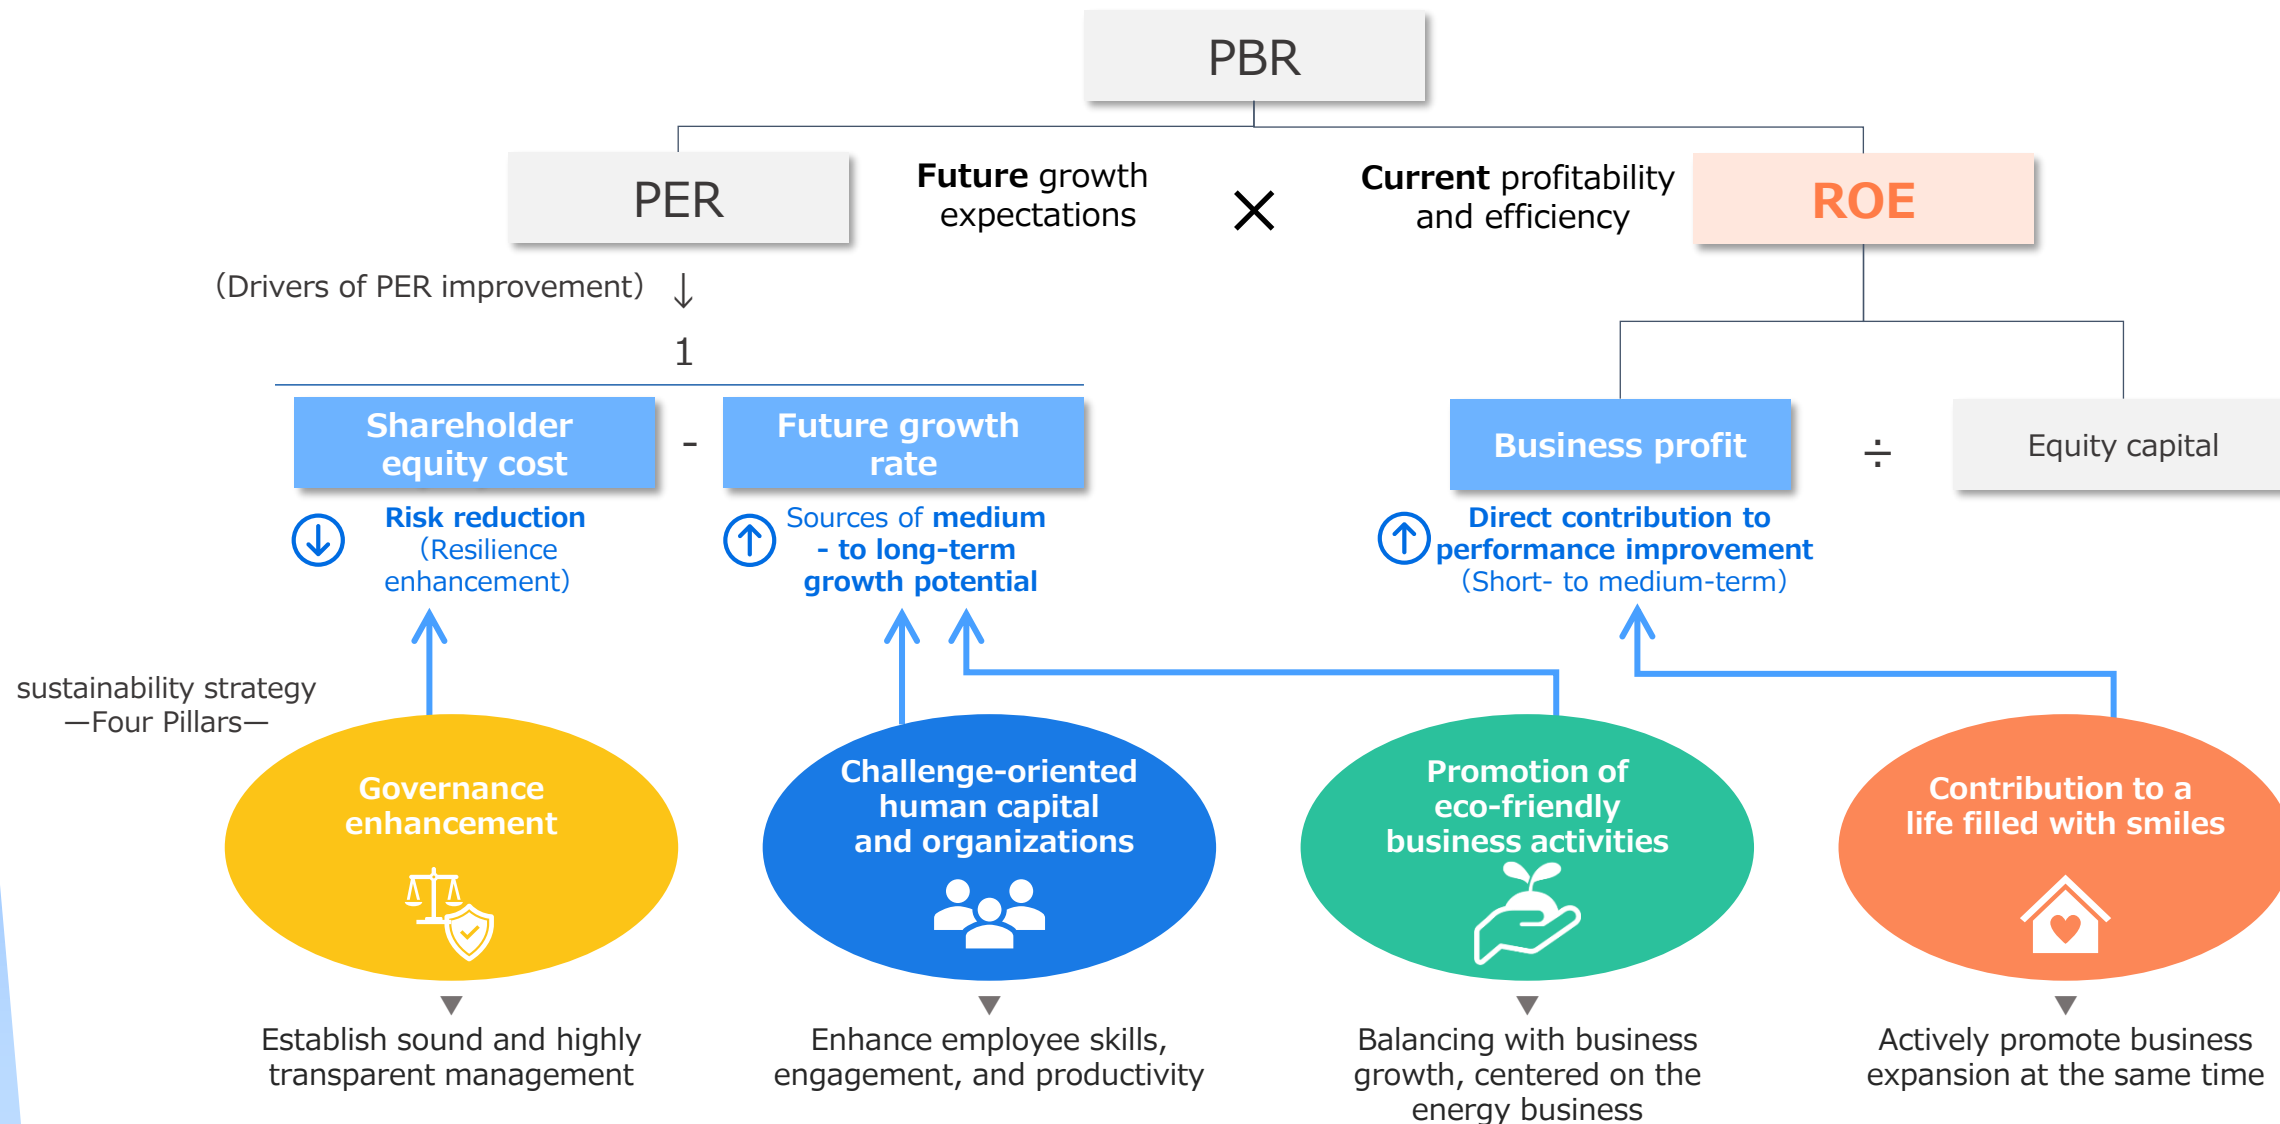 PBR
PER
Future growth
expectations
×
Current profitability
and efficiency
ROE
（Drivers of PER improvement） ↓
1
Shareholder
equity cost
-
Future growth
rate
Business profit
÷
Equity capital
Risk reduction
（Resilience
enhancement）
Sources of medium
- to long-term
growth potential
Direct contribution to
performance improvement
（Short- to medium-term）
sustainability strategy
—Four Pillars—
Governance
enhancement
Challenge-oriented
human capital
and organizations
Promotion of
eco-friendly
business activities
Contribution to a
life filled with smiles
Establish sound and highly
transparent management
Enhance employee skills,
engagement, and productivity
Balancing with business
growth, centered on the
energy business
Actively promote business
expansion at the same time